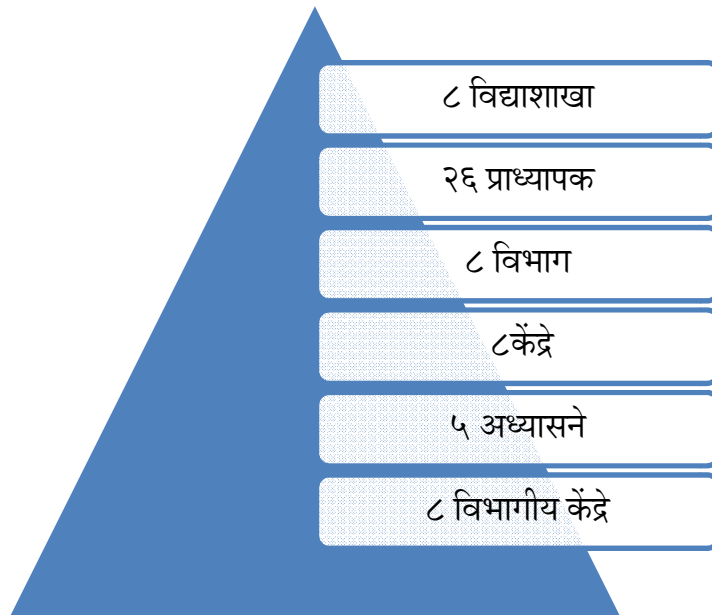 ८ विद्याशाखा
२६ प्राध्यापक
८ विभाग
८केंद्रे
५ अध्यासने
८ विभागीय केंद्रे